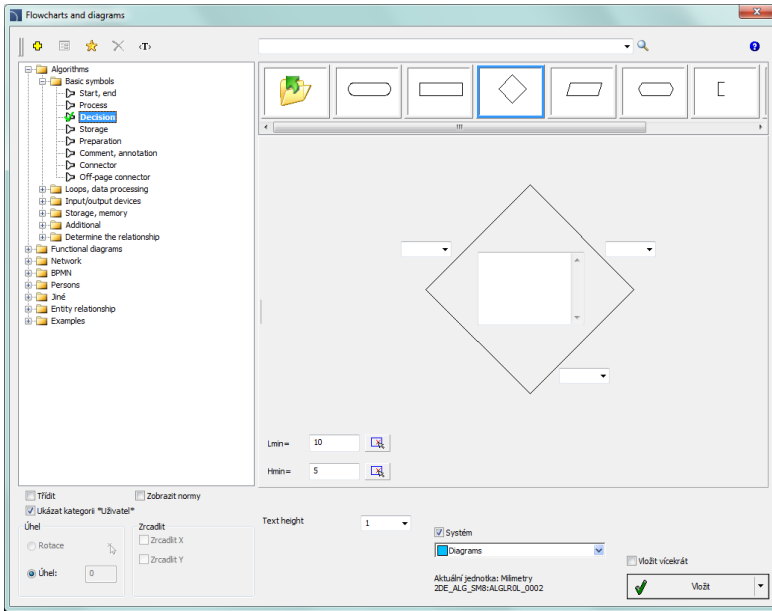 Flowcharts and diagrams
‹T›
Algorithms
Basic symbols
Start, end
Process
Decision
Storage
Preparation
Comment, annotation
Connector
Off-page connector
Loops, data processing
Input/output devices
Storage, memory
Additional
Determine the relationship
Functional diagrams
Network
BPMN
Persons
Jiné
Entity relationship
Examples
Lmin= 10
Hmin= 5
Třídit Zobrazit normy
Ukázat kategorii *Uživatel*
Úhel Zrcadlit
Rotace Zrcadlit X
Zrcadlit Y
Úhel: 0
Text height 1
Systém
Diagrams
Aktuální jednotka: Milimetry
2DE_ALG_SM8:ALGLR0L_0002
Vložit vícekrát
Vložit